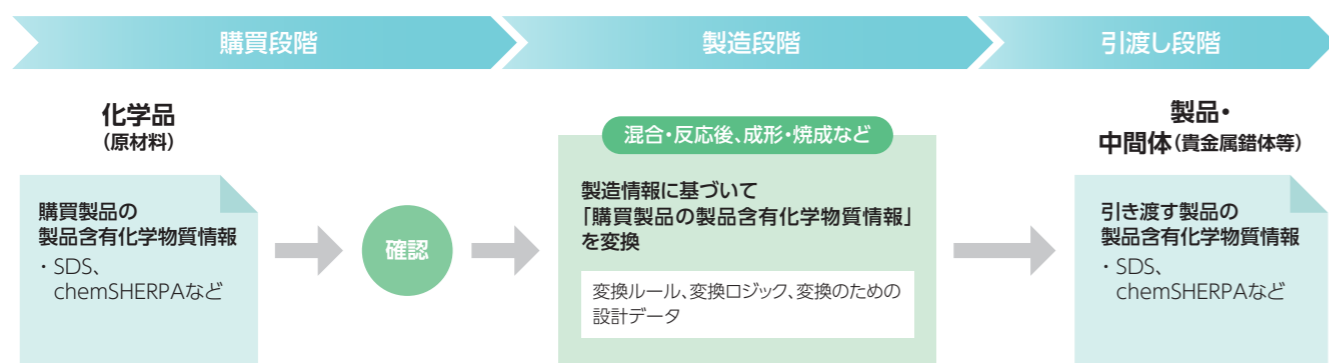 購買段階
製造段階
引渡し段階
化学品
（原材料）
購買製品の
製品含有化学物質情報
・SDS、
chemSHERPAなど
確認
混合・反応後、成形・焼成など
製造情報に基づいて
「購買製品の製品含有化学物質情報」
を変換
変換ルール、変換ロジック、変換のための
設計データ
製品・
中間体（貴金属錯体等）
引き渡す製品の
製品含有化学物質情報
・SDS、
chemSHERPAなど